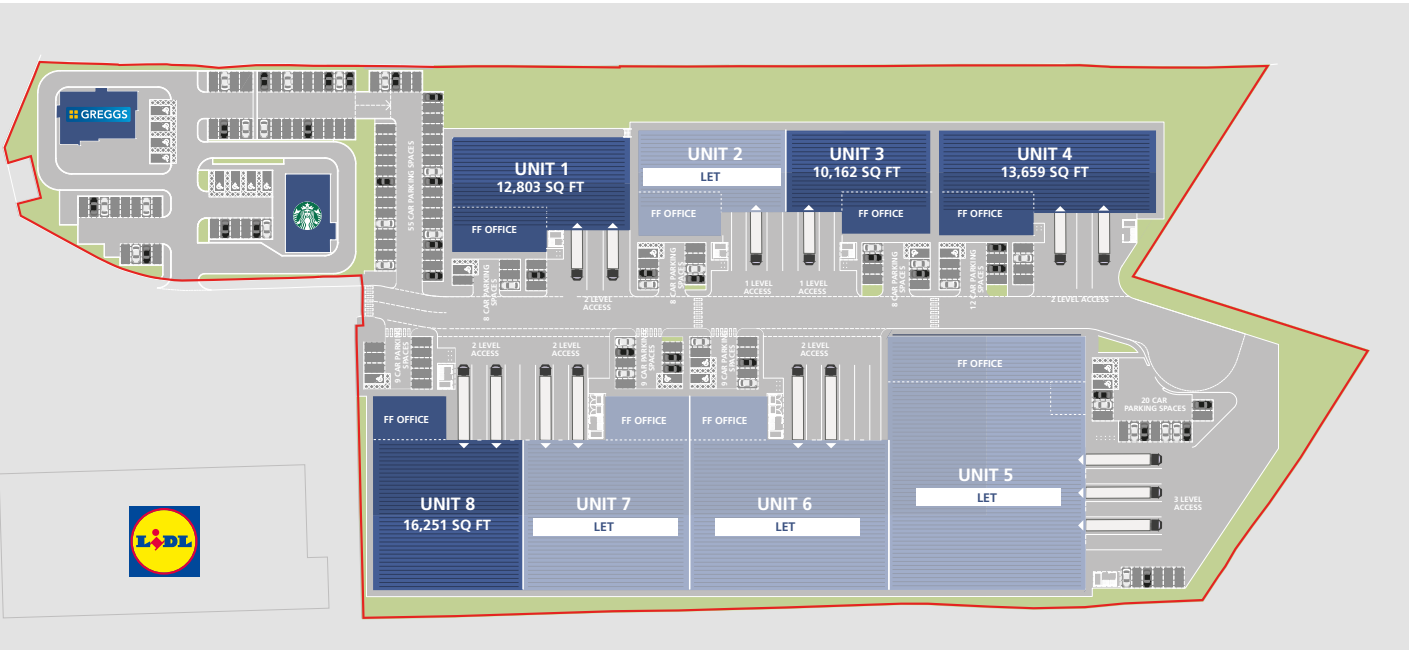 GREGGS
55 CAR PARKING SPACES
UNIT 1
12,803 SQ FT
FF OFFICE
UNIT 2
LET
FF OFFICE
UNIT 3
10,162 SQ FT
FF OFFICE
UNIT 4
13,659 SQ FT
FF OFFICE
8 CAR PARKING
SPACES
2 LEVEL
ACCESS
8 CAR PARKING
SPACES
1 LEVEL
ACCESS
1 LEVEL
ACCESS
8 CAR PARKING
SPACES
12 CAR PARKING
SPACES
2 LEVEL ACCESS
9 CAR PARKING
SPACES
2 LEVEL
ACCESS
2 LEVEL
ACCESS
9 CAR PARKING
SPACES
9 CAR PARKING
SPACES
2 LEVEL
ACCESS
FF OFFICE
20 CAR
PARKING SPACES
FF OFFICE
FF OFFICE
FF OFFICE
UNIT 8
16,251 SQ FT
UNIT 7
LET
UNIT 6
LET
UNIT 5
LET
3 LEVEL
ACCESS
LIDL